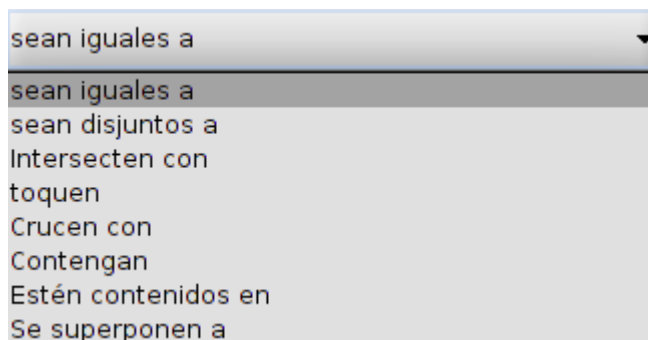 sean iguales a
sean iguales a
sean disjuntos a
Intersecten con
toquen
Crucen con
Contengan
Estén contenidos en
Se superponen a